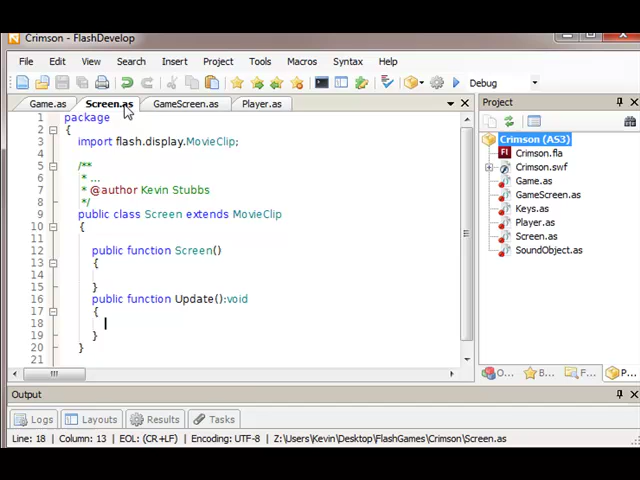 Crimson - FlashDevelop
File Edit View Search Insert Project Tools Macros Syntax Help
Debug
Game.as Screen.as GameScreen.as Player.as
1 package
2 {
3 import flash.display.MovieClip;
4
5 /**
6 * ...
7 * @author Kevin Stubbs
8 */
9 public class Screen extends MovieClip
10 {
11
12 public function Screen()
13 {
14
15 }
16 public function Update():void
17 {
18
19 }
20 }
21
Project
Crimson (AS3)
Crimson.fla
Crimson.swf
Game.as
GameScreen.as
Keys.as
Player.as
Screen.as
SoundObject.as
O... B... F... P...
Output
Logs Layouts Results Tasks
Line: 18 | Column: 13 | EOL: (CR+LF) | Encoding: UTF-8 | Z:\Users\Kevin\Desktop\FlashGames\Crimson\Screen.as